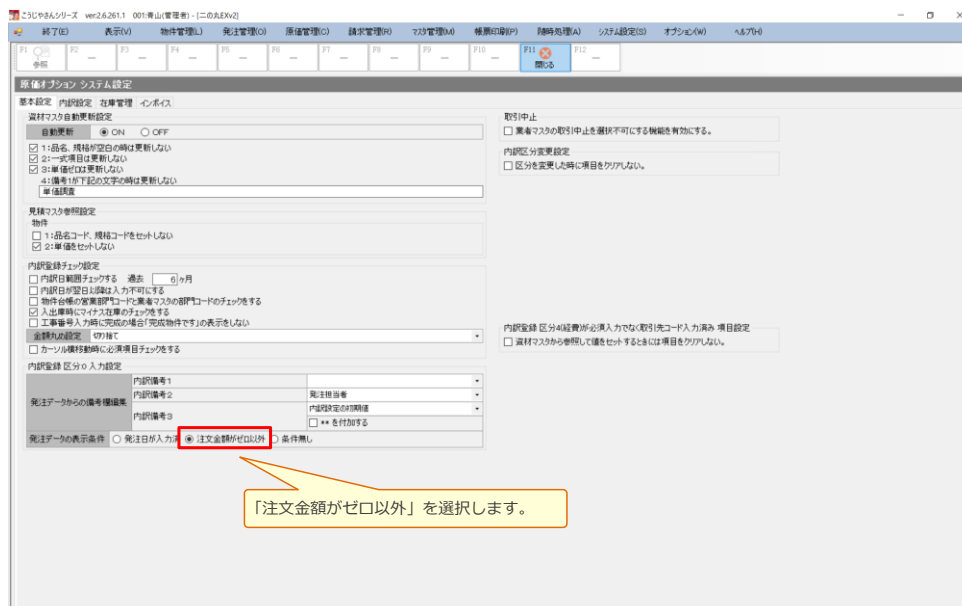 こうじやさんシリーズ ver.2.6.261.1 001:青山(管理者) - [二の丸EXv2]
終了(E) 表示(V) 物件管理(L) 発注管理(O) 原価管理(C) 請求管理(R) マスタ管理(M) 帳票印刷(P) 随時処理(A) システム設定(S) オプション(W) ヘルプ(H)
F1 参照 F2 F3 F4 F5 F6 F7 F8 F9 F10 F11 閉じる F12
原価オプション システム設定
基本設定 内訳設定 在庫管理 インボイス
資材マスタ自動更新設定
自動更新 ON OFF
1:品名、規格が空白の時は更新しない
2:一式項目は更新しない
3:単価ゼロは更新しない
4:備考1が下記の文字の時は更新しない
単価調査
見積マスタ参照設定
物件
1:品名コード、規格コードをセットしない
2:単価をセットしない
内訳登録チェック設定
内訳日範囲チェックする 過去 6 ヶ月
内訳日が翌日以降は入力不可にする
物件台帳の営業部門コードと業者マスタの部門コードのチェックをする
入出庫時にマイナス在庫のチェックをする
工事番号入力時に完成の場合「完成物件です」の表示をしない
金額丸め設定 切り捨て
カーソル横移動時に必須項目チェックをする
内訳登録 区分:0 入力設定
発注データからの備考欄編集
内訳備考1
内訳備考2 発注担当者
内訳備考3 内訳設定の初期値
** を付加する
発注データの表示条件 発注日が入力済 注文金額がゼロ以外 条件無し
取引中止
業者マスタの取引中止を選択不可にする機能を有効にする。
内訳区分変更設定
区分を変更した時に項目をクリアしない。
内訳登録 区分4(経費)が必須入力でなく取引先コード入力済み 項目設定
資材マスタから参照して値をセットするときには項目をクリアしない。
「注文金額がゼロ以外」を選択します。